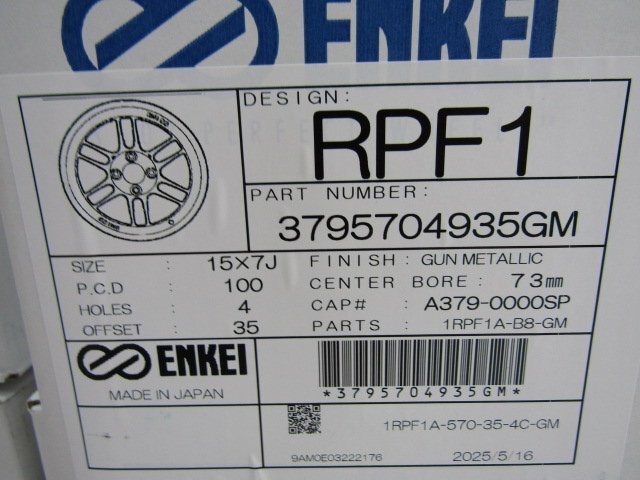 ENKEI
DESIGN:
RPF1
PART NUMBER:
3795704935GM
SIZE : 15×7J FINISH : GUN METALLIC
P.C.D : 100 CENTER BORE : 73mm
HOLES : 4 CAP# : A379-0000SP
OFFSET : 35 PARTS : 1RPF1A-B8-GM
ENKEI
MADE IN JAPAN
*3795704935GM*
1RPF1A-570-35-4C-GM
9AM0E03222176 2025/5/16